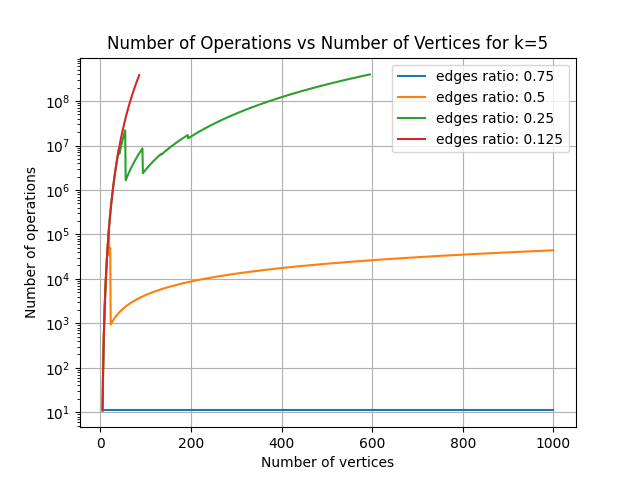 Number of Operations vs Number of Vertices for k=5
edges ratio: 0.75
edges ratio: 0.5
edges ratio: 0.25
edges ratio: 0.125
Number of operations
10^8
10^7
10^6
10^5
10^4
10^3
10^2
10^1
0 200 400 600 800 1000
Number of vertices